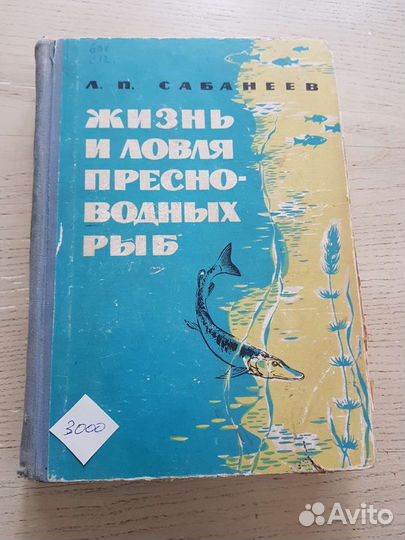 Л. П. САБАНЕЕВ
ЖИЗНЬ
И ЛОВЛЯ
ПРЕСНО-
ВОДНЫХ
РЫБ
3000
Avito